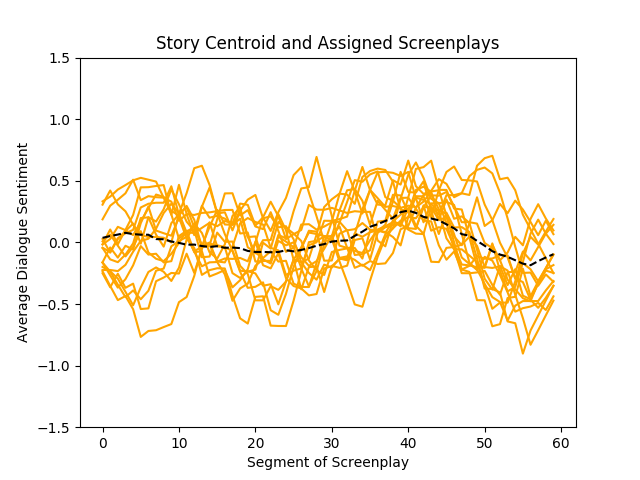 Story Centroid and Assigned Screenplays
1.5
1.0
0.5
0.0
−0.5
−1.0
−1.5
Average Dialogue Sentiment
0 10 20 30 40 50 60
Segment of Screenplay